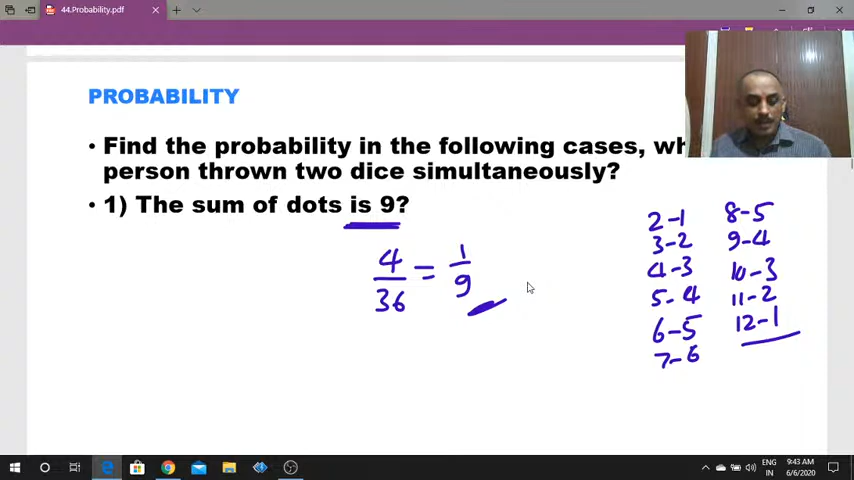 44.Probability.pdf
PROBABILITY
• Find the probability in the following cases, wh
person thrown two dice simultaneously?
• 1) The sum of dots is 9?
4/36 = 1/9
2-1
3-2
4-3
5-4
6-5
7-6
8-5
9-4
10-3
11-2
12-1
ENG
IN
9:43 AM
6/6/2020